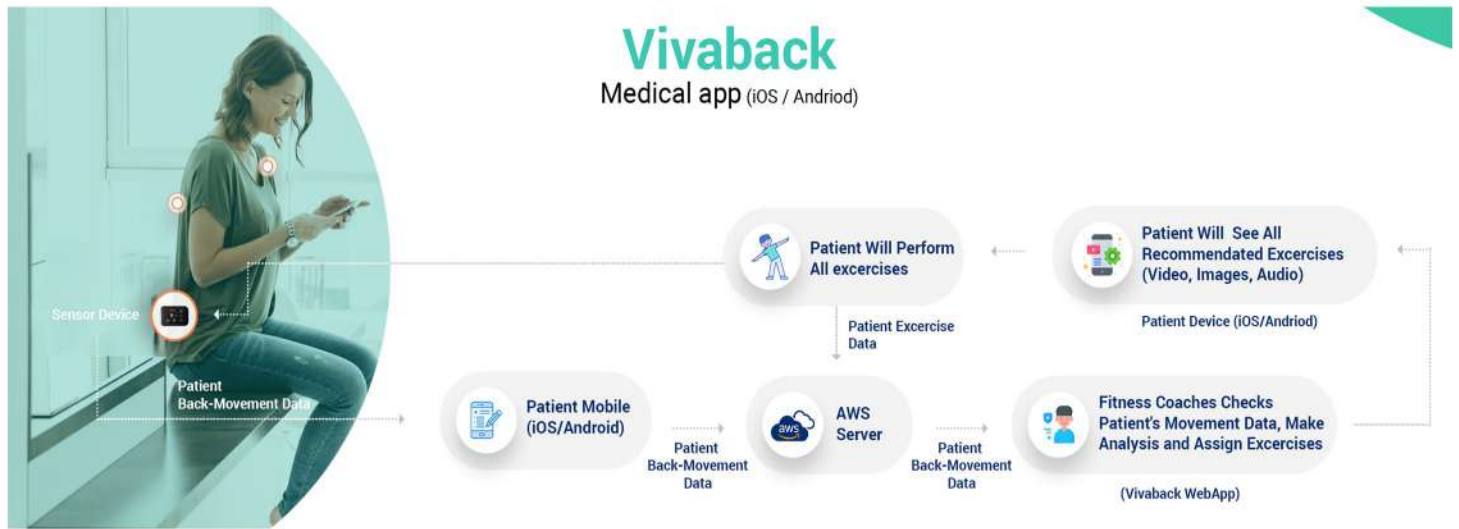 Vivaback
Medical app (iOS / Andriod)
Patient Will Perform
All excercises
Patient Will See All
Recommendated Excercises
(Video, Images, Audio)
Patient Device (iOS/Andriod)
Sensor Device
Patient Excercise
Data
Patient
Back-Movement Data
Patient Mobile
(iOS/Android)
Patient
Back-Movement
Data
aws
AWS
Server
Patient
Back-Movement
Data
Fitness Coaches Checks
Patient's Movement Data, Make
Analysis and Assign Excercises
(Vivaback WebApp)